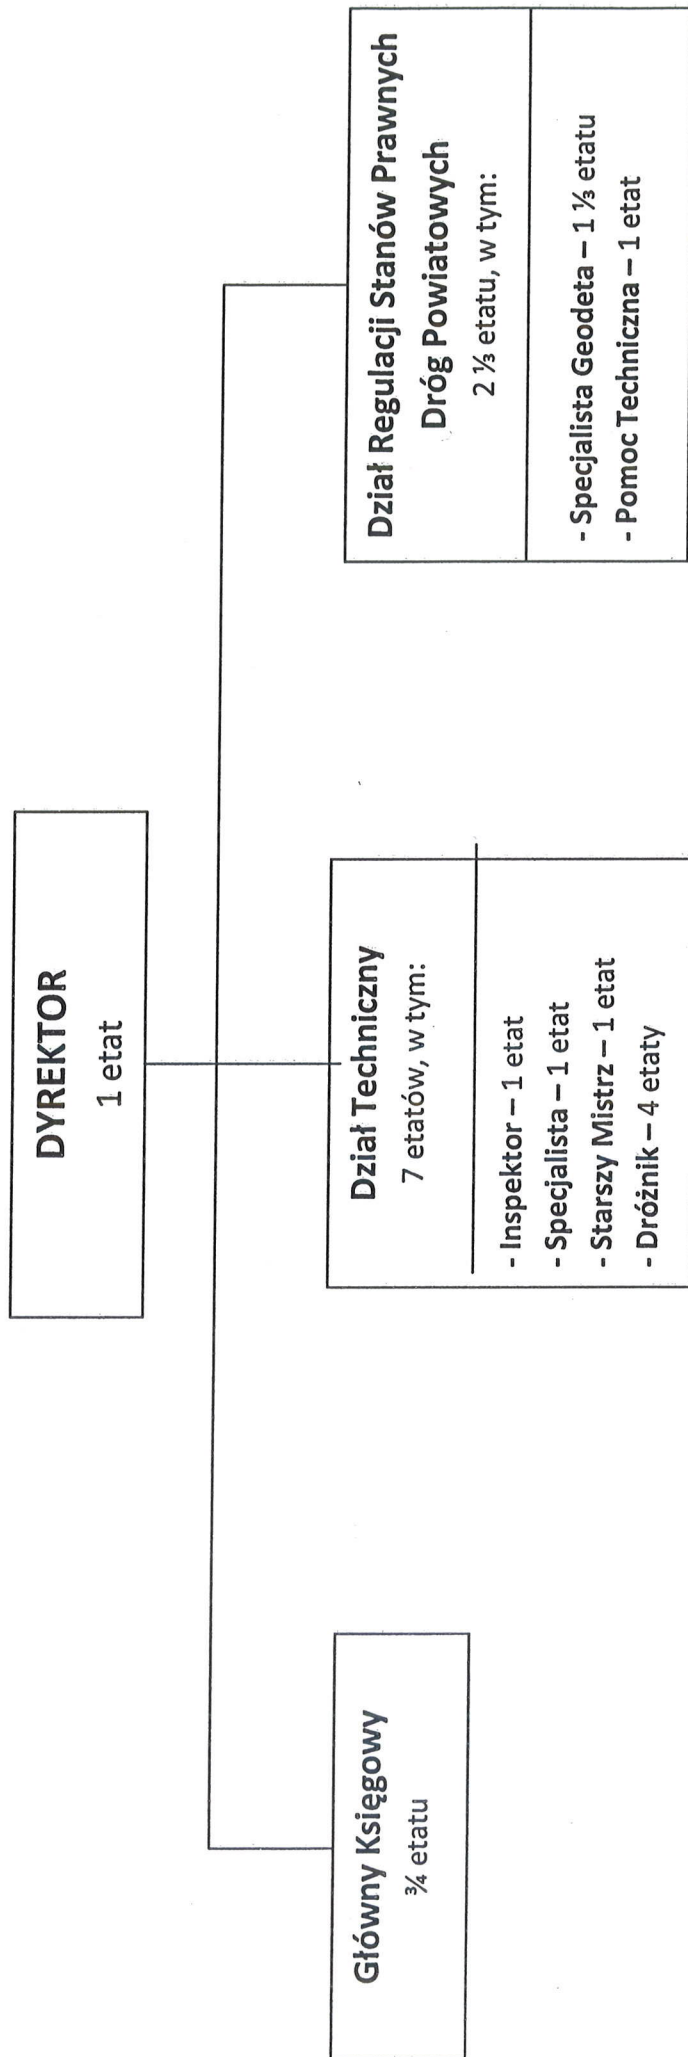 DYREKTOR
1 etat
Główny Księgowy
¾ etatu
Dział Techniczny
7 etatów, w tym:
- Inspektor – 1 etat
- Specjalista – 1 etat
- Starszy Mistrz – 1 etat
- Dróżnik – 4 etaty
Dział Regulacji Stanów Prawnych
Dróg Powiatowych
2 ⅓ etatu, w tym:
- Specjalista Geodeta – 1 ⅓ etatu
- Pomoc Techniczna – 1 etat